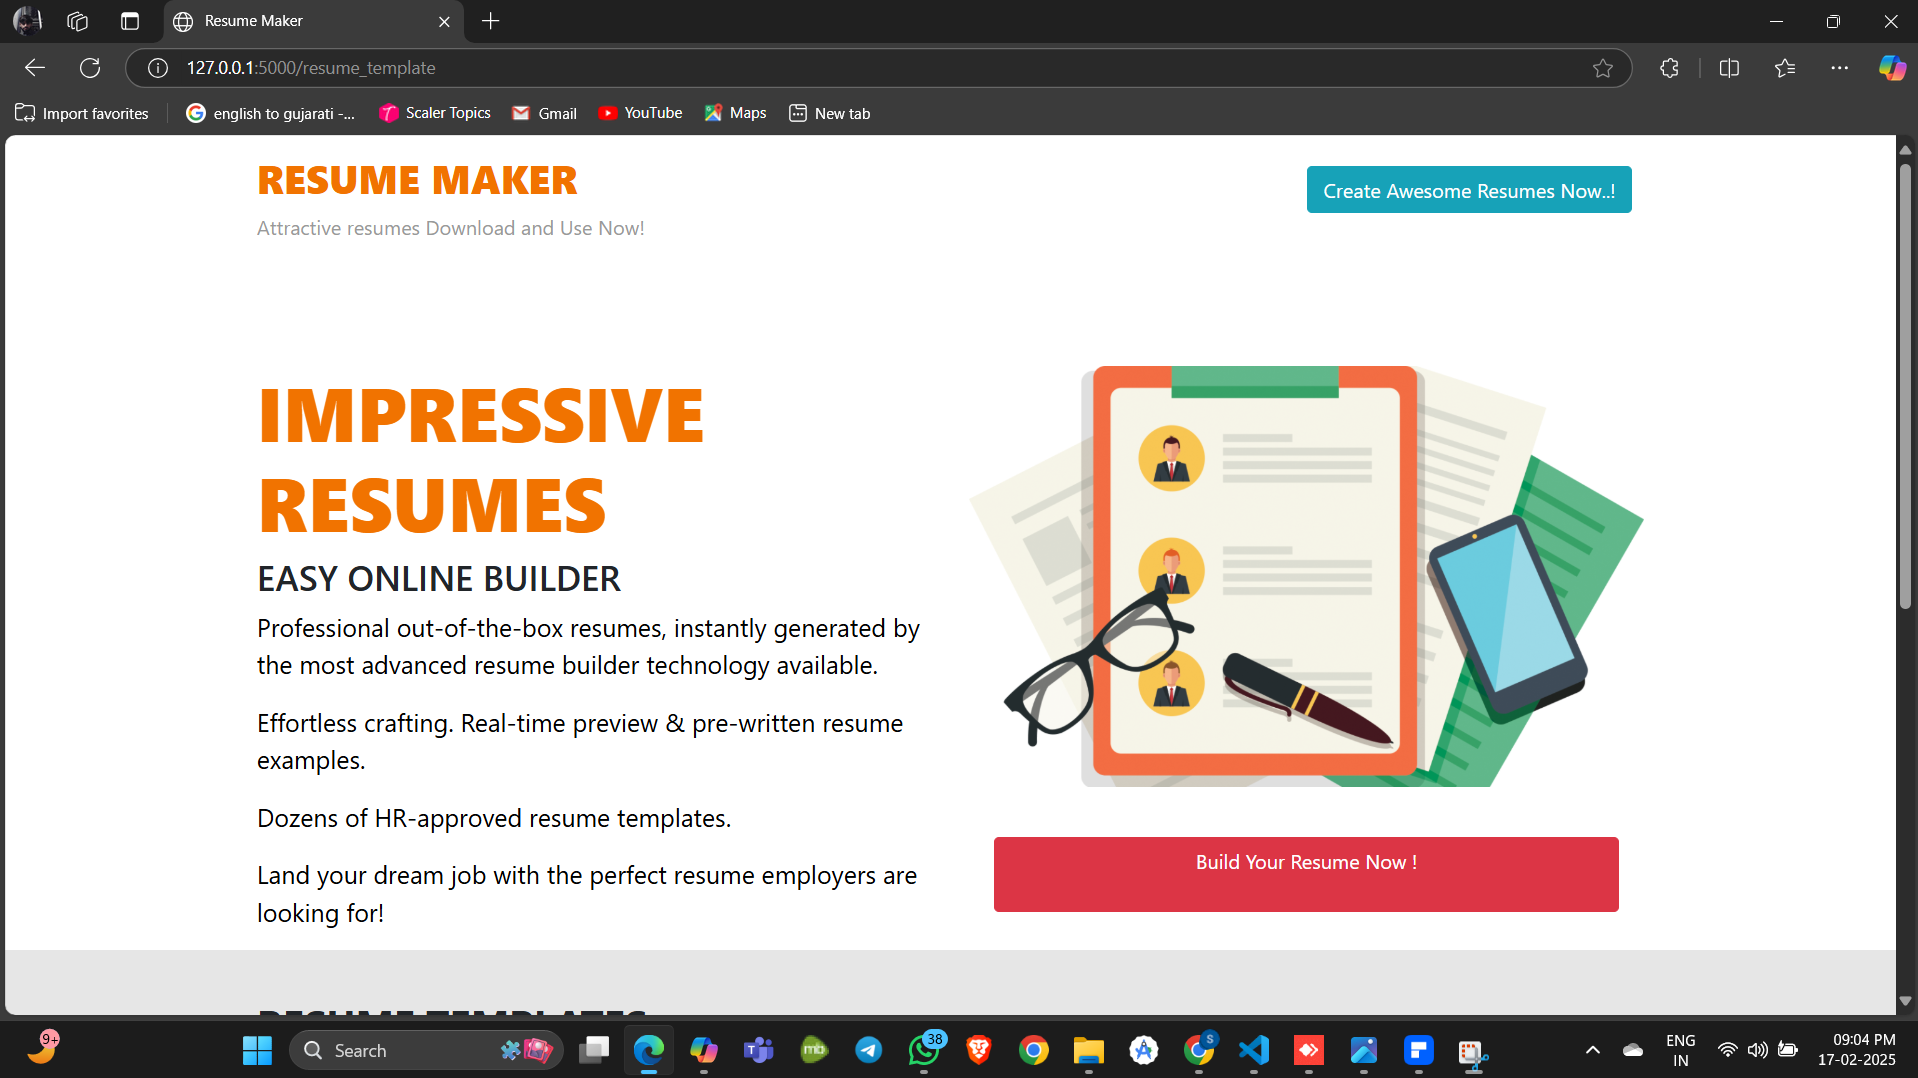 Resume Maker
127.0.0.1:5000/resume_template
Import favorites
english to gujarati -...
Scaler Topics
Gmail
YouTube
Maps
New tab
RESUME MAKER
Create Awesome Resumes Now..!
Attractive resumes Download and Use Now!
IMPRESSIVE
RESUMES
EASY ONLINE BUILDER
Professional out-of-the-box resumes, instantly generated by
the most advanced resume builder technology available.
Effortless crafting. Real-time preview & pre-written resume
examples.
Dozens of HR-approved resume templates.
Land your dream job with the perfect resume employers are
looking for!
Build Your Resume Now !
RESUME TEMPLATES
9+
Search
mb
38
S
ENG
IN
09:04 PM
17-02-2025